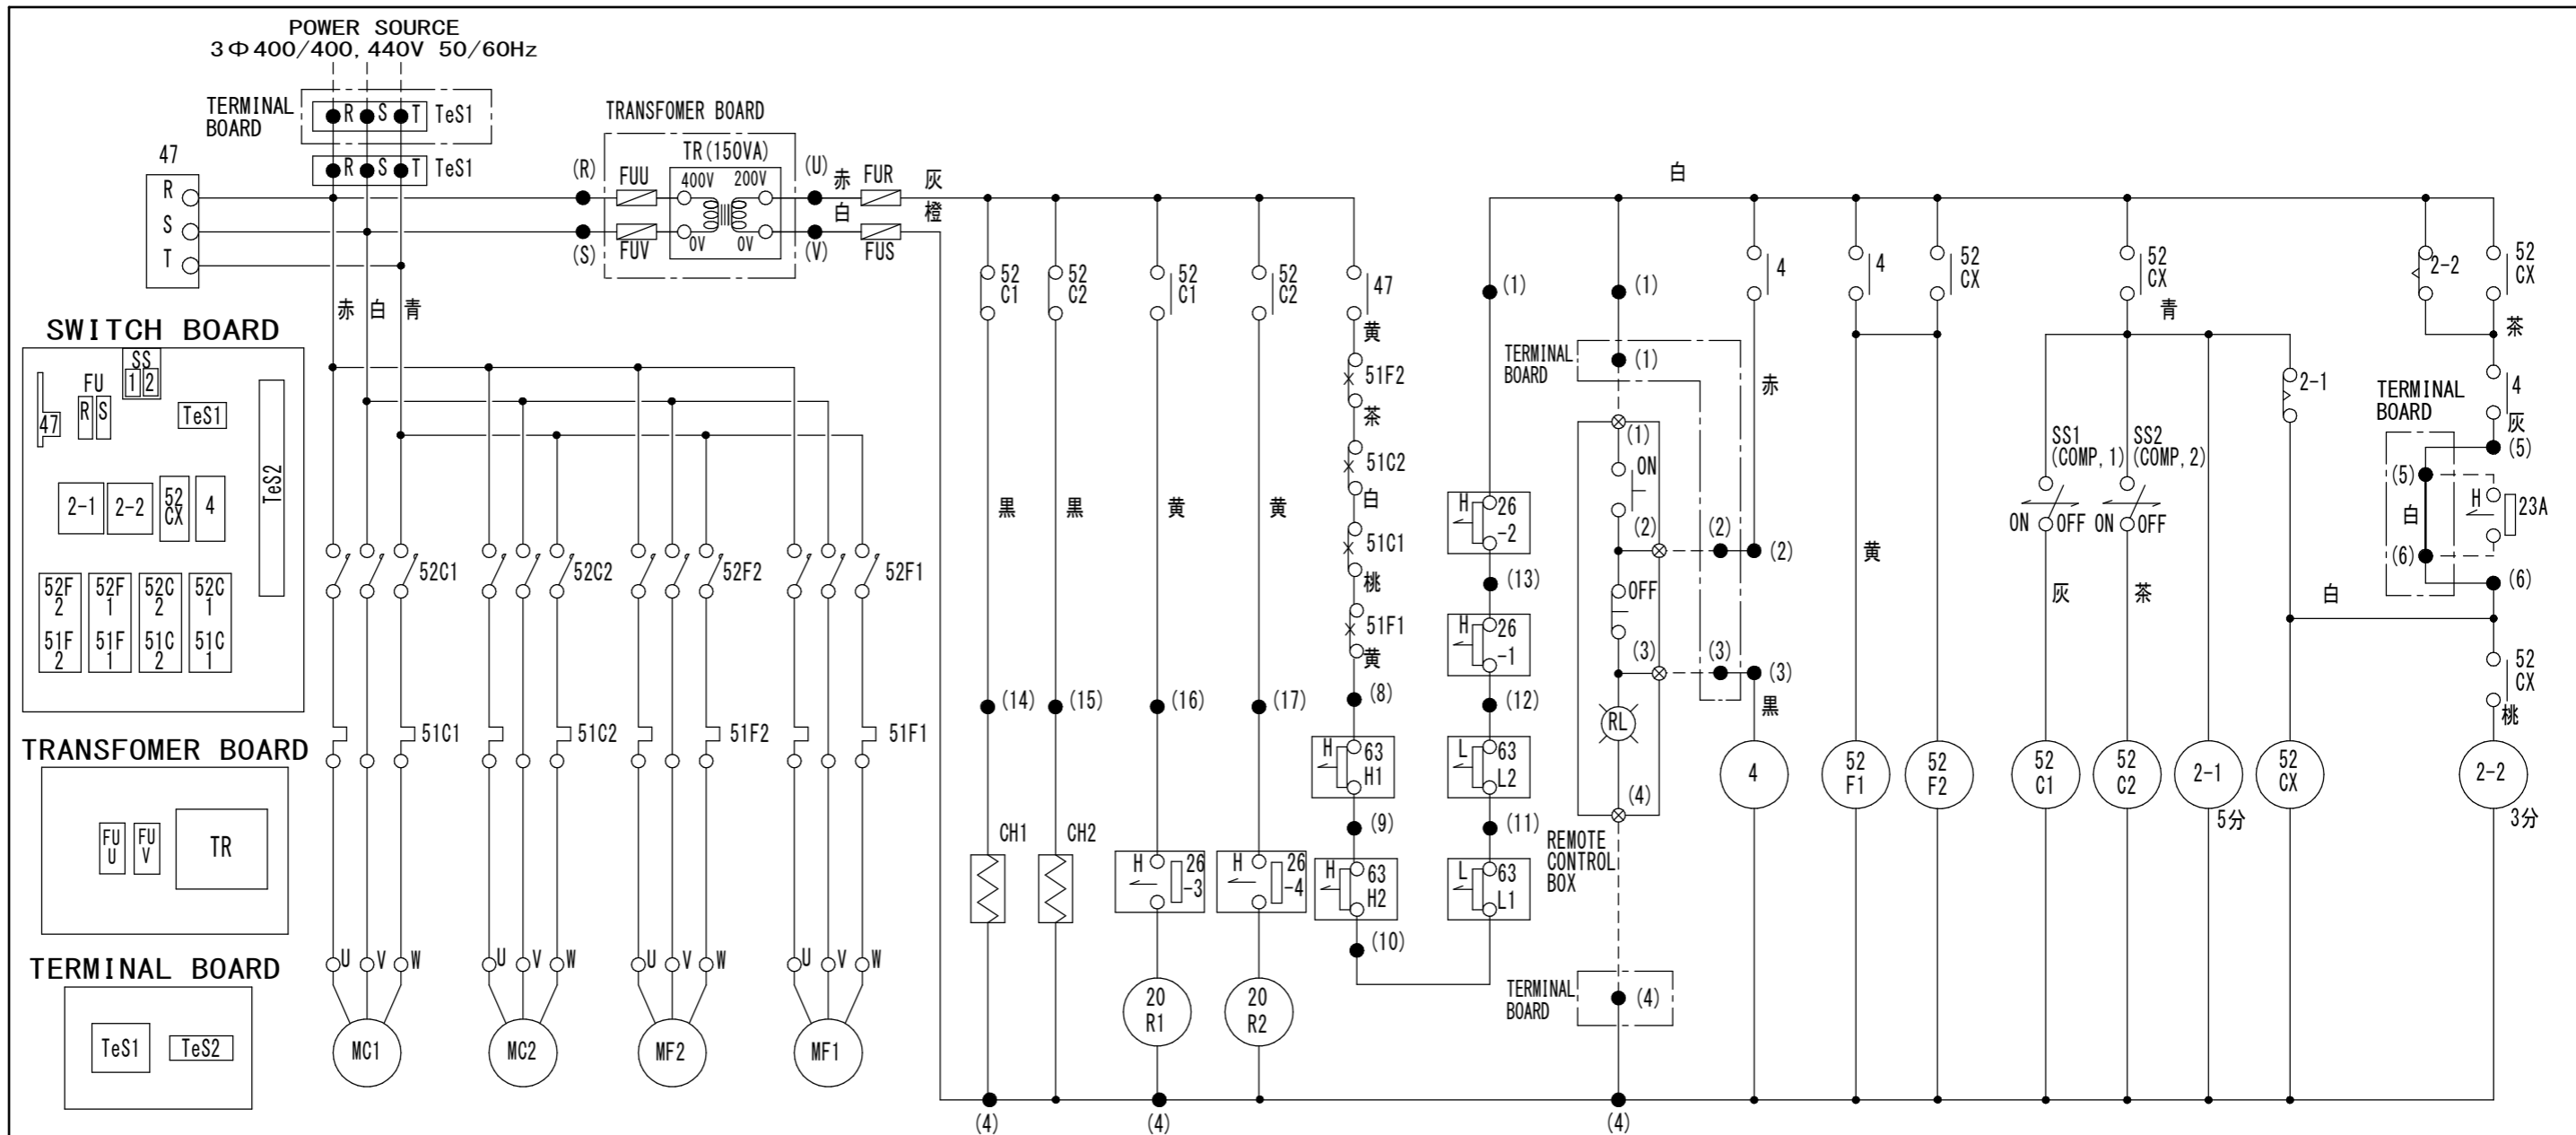 POWER SOURCE
3Φ400/400, 440V 50/60Hz
TERMINAL
BOARD
R S T TeS1
R S T TeS1
47
R
S
T
TRANSFOMER BOARD
TR(150VA)
(R)
FUU
400V
200V
(U)
赤
FUR
灰
(S)
FUV
0V
0V
(V)
白
FUS
橙
赤 白 青
SWITCH BOARD
SS
1 2
FU
R S
47
TeS1
TeS2
2-1
2-2
52
CX
4
52F
2
51F
2
52F
1
51F
1
52C
2
51C
2
52C
1
51C
1
TRANSFOMER BOARD
FU
U
FU
V
TR
TERMINAL BOARD
TeS1
TeS2
52C1
52C2
52F2
52F1
51C1
51C2
51F2
51F1
U V W
U V W
U V W
U V W
MC1
MC2
MF2
MF1
52
C1
黒
(14)
CH1
(4)
52
C2
黒
(15)
CH2
52
C1
黄
(16)
H
26
-3
20
R1
(4)
52
C2
黄
(17)
H
26
-4
20
R2
47
黄
51F2
茶
51C2
白
51C1
桃
51F1
黄
(8)
H
63
H1
(9)
H
63
H2
(10)
(1)
H
26
-2
(13)
H
26
-1
(12)
L
63
L2
(11)
L
63
L1
白
(1)
TERMINAL
BOARD
(1)
(1)
ON
(2)
(2)
(2)
OFF
(3)
(3)
(3)
RL
(4)
REMOTE
CONTROL
BOX
TERMINAL
BOARD
(4)
(4)
4
赤
黒
4
4
黄
52
F1
52
CX
52
F2
52
CX
青
SS1
(COMP, 1)
ON OFF
灰
52
C1
SS2
(COMP, 2)
ON OFF
茶
52
C2
2-1
5分
2-1
白
52
CX
2-2
52
CX
茶
4
灰
TERMINAL
BOARD
(5)
(5)
白
H
23A
(6)
(6)
52
CX
桃
2-2
3分